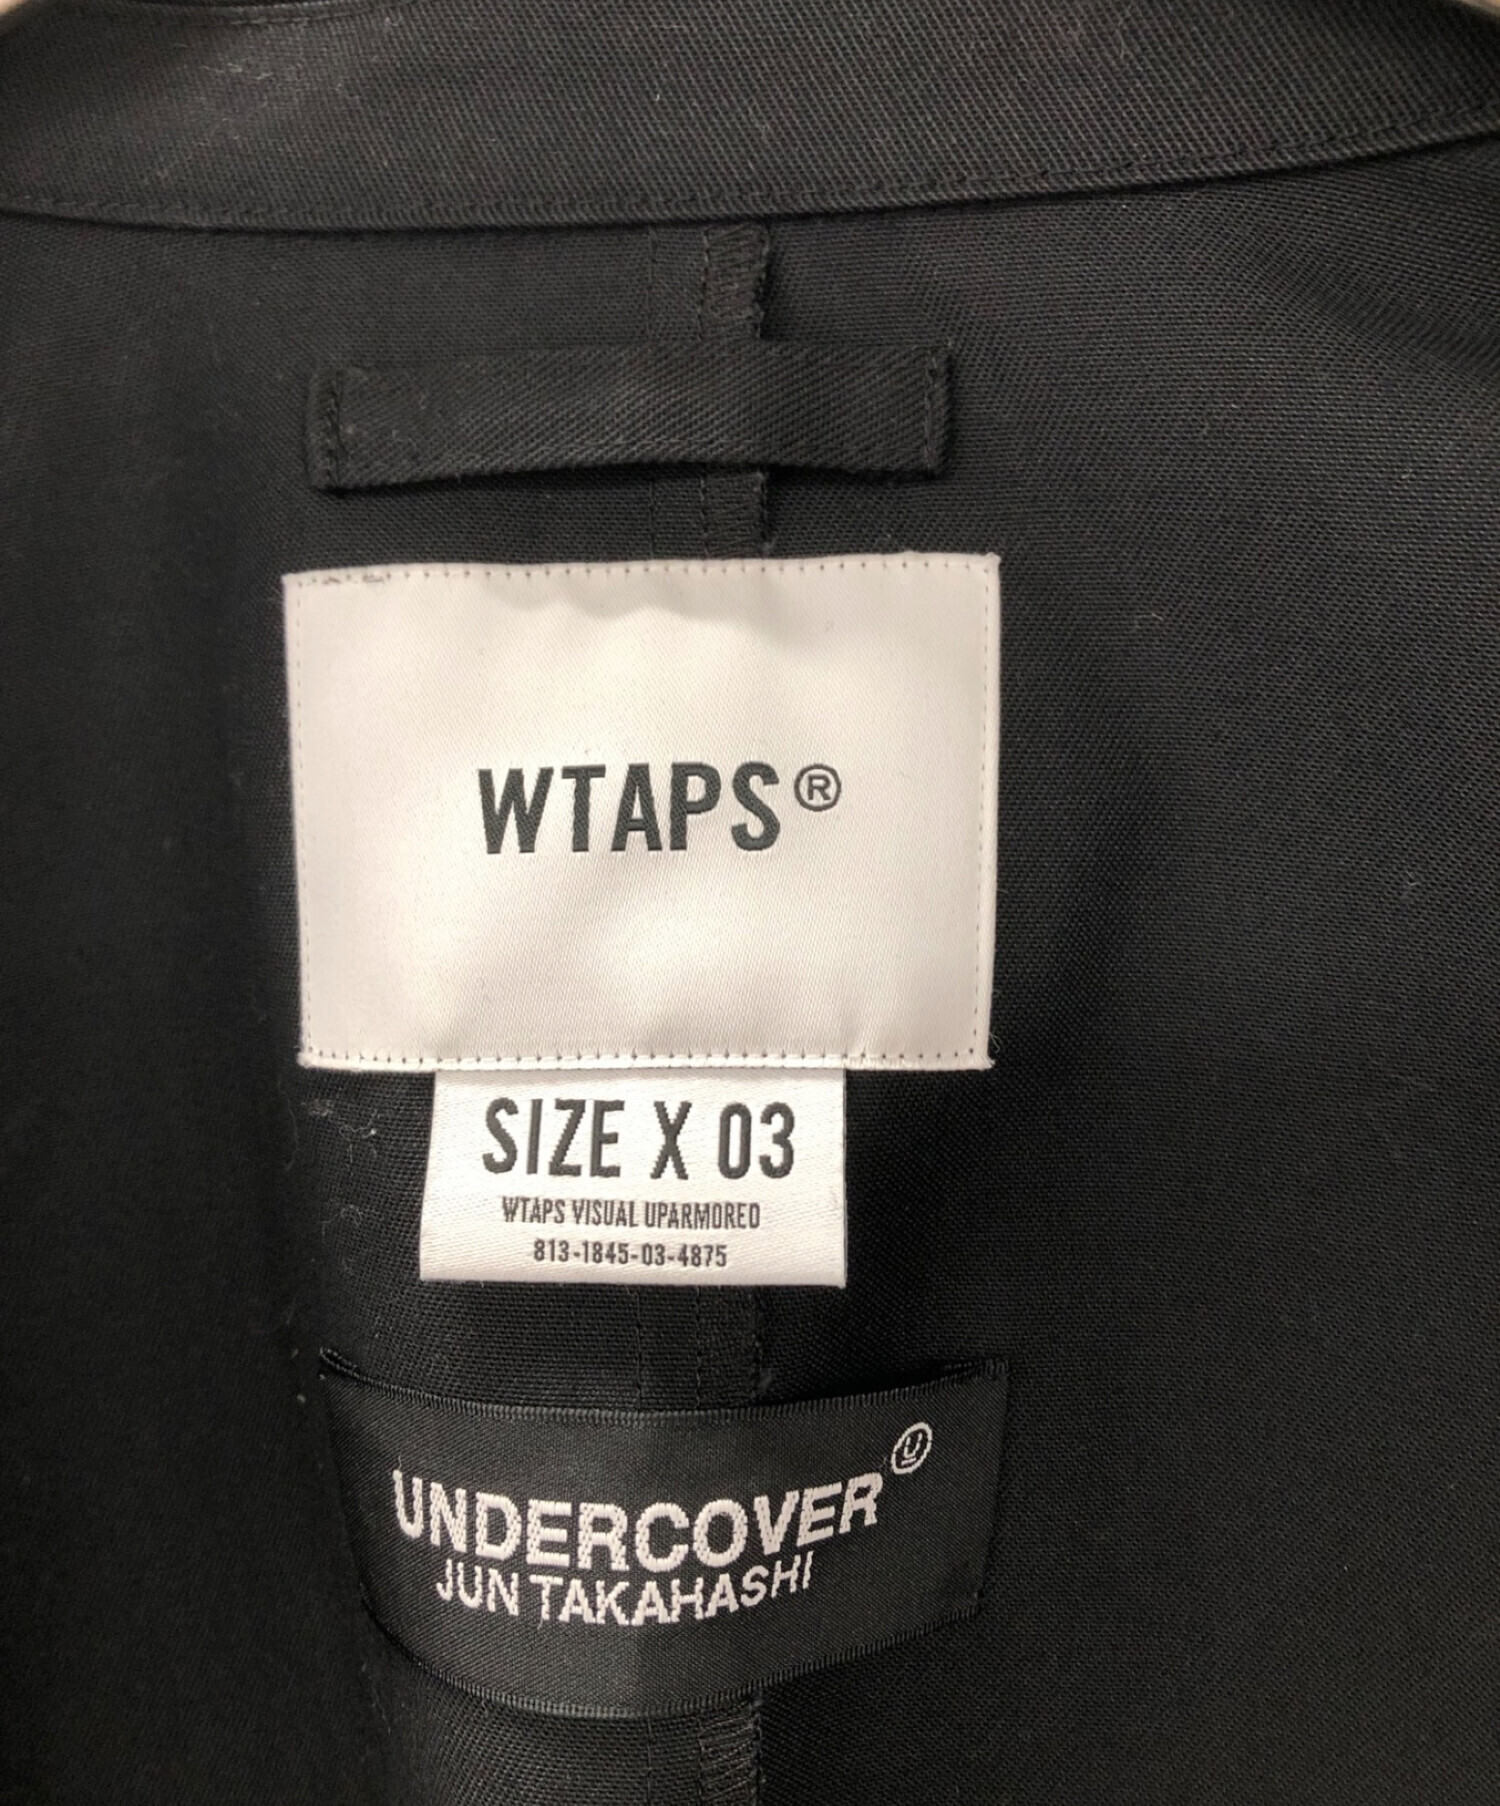 WTAPS®
SIZE X 03
WTAPS VISUAL UPARMORED
813-1845-03-4875
UNDERCOVER
JUN TAKAHASHI